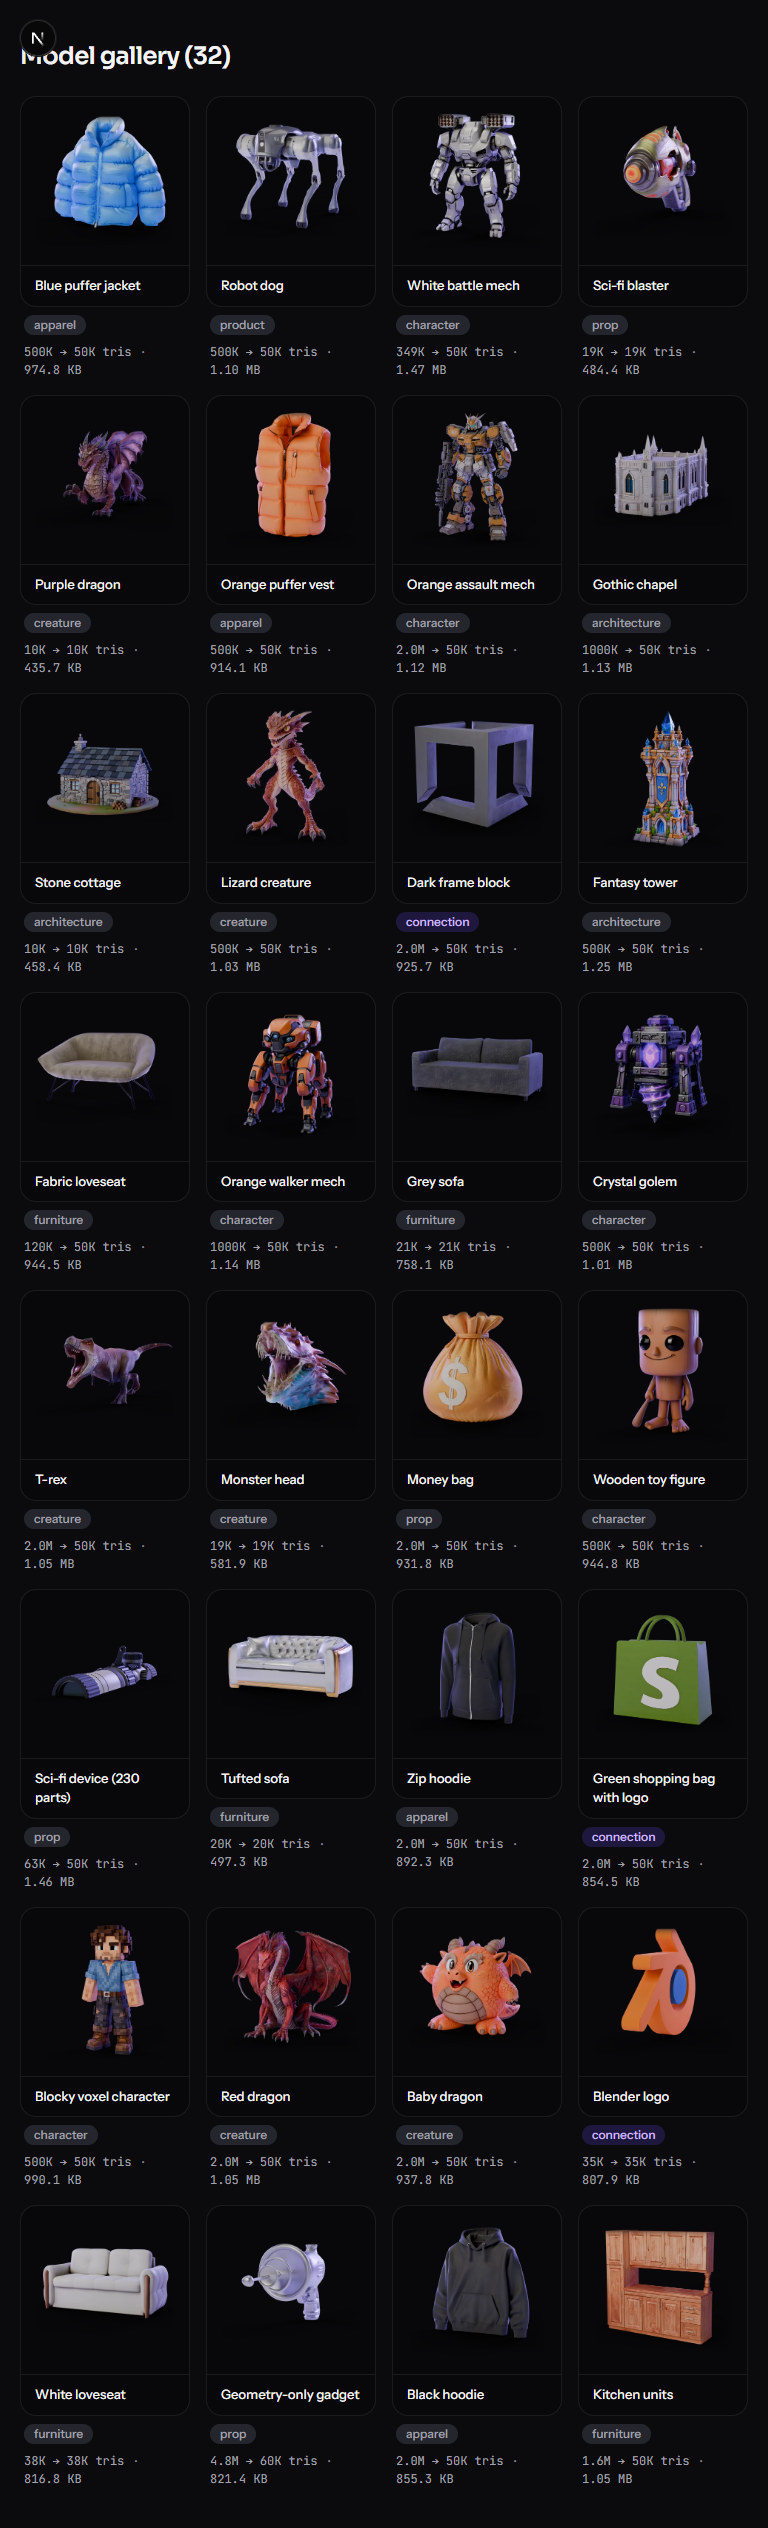 N
Model gallery (32)
Blue puffer jacket
apparel
500K → 50K tris ·
974.8 KB
Robot dog
product
500K → 50K tris ·
1.10 MB
White battle mech
character
349K → 50K tris ·
1.47 MB
Sci-fi blaster
prop
19K → 19K tris ·
484.4 KB
Purple dragon
creature
10K → 10K tris ·
435.7 KB
Orange puffer vest
apparel
500K → 50K tris ·
914.1 KB
Orange assault mech
character
2.0M → 50K tris ·
1.12 MB
Gothic chapel
architecture
1000K → 50K tris ·
1.13 MB
Stone cottage
architecture
10K → 10K tris ·
458.4 KB
Lizard creature
creature
500K → 50K tris ·
1.03 MB
Dark frame block
connection
2.0M → 50K tris ·
925.7 KB
Fantasy tower
architecture
500K → 50K tris ·
1.25 MB
Fabric loveseat
furniture
120K → 50K tris ·
944.5 KB
Orange walker mech
character
1000K → 50K tris ·
1.14 MB
Grey sofa
furniture
21K → 21K tris ·
758.1 KB
Crystal golem
character
500K → 50K tris ·
1.01 MB
T-rex
creature
2.0M → 50K tris ·
1.05 MB
Monster head
creature
19K → 19K tris ·
581.9 KB
$
Money bag
prop
2.0M → 50K tris ·
931.8 KB
Wooden toy figure
character
500K → 50K tris ·
944.8 KB
Sci-fi device (230
parts)
prop
63K → 50K tris ·
1.46 MB
Tufted sofa
furniture
20K → 20K tris ·
497.3 KB
Zip hoodie
apparel
2.0M → 50K tris ·
892.3 KB
S
Green shopping bag
with logo
connection
2.0M → 50K tris ·
854.5 KB
Blocky voxel character
character
500K → 50K tris ·
990.1 KB
Red dragon
creature
2.0M → 50K tris ·
1.05 MB
Baby dragon
creature
2.0M → 50K tris ·
937.8 KB
Blender logo
connection
35K → 35K tris ·
807.9 KB
White loveseat
furniture
38K → 38K tris ·
816.8 KB
Geometry-only gadget
prop
4.8M → 60K tris ·
821.4 KB
Black hoodie
apparel
2.0M → 50K tris ·
855.3 KB
Kitchen units
furniture
1.6M → 50K tris ·
1.05 MB